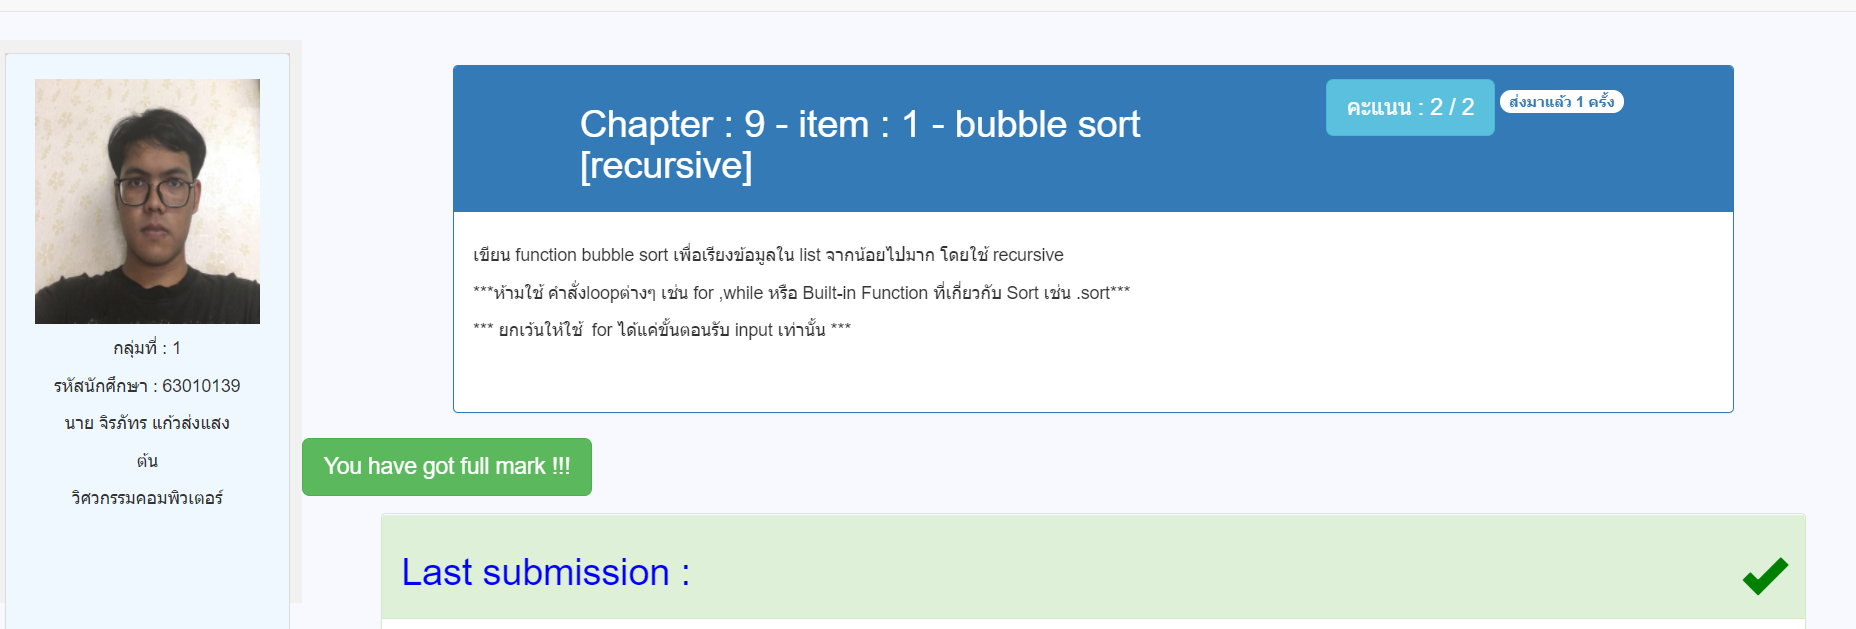 กลุ่มที่ : 1
รหัสนักศึกษา : 63010139
นาย จิรภัทร แก้วส่งแสง
ต้น
วิศวกรรมคอมพิวเตอร์
Chapter : 9 - item : 1 - bubble sort
[recursive]
คะแนน : 2 / 2
ส่งมาแล้ว 1 ครั้ง
เขียน function bubble sort เพื่อเรียงข้อมูลใน list จากน้อยไปมาก โดยใช้ recursive
***ห้ามใช้ คำสั่งloopต่างๆ เช่น for ,while หรือ Built-in Function ที่เกี่ยวกับ Sort เช่น .sort***
*** ยกเว้นให้ใช้ for ได้แค่ขั้นตอนรับ input เท่านั้น ***
You have got full mark !!!
Last submission :